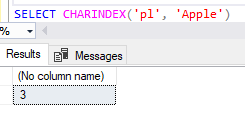 SELECT CHARINDEX('pl', 'Apple')
%
Results Messages
(No column name)
3